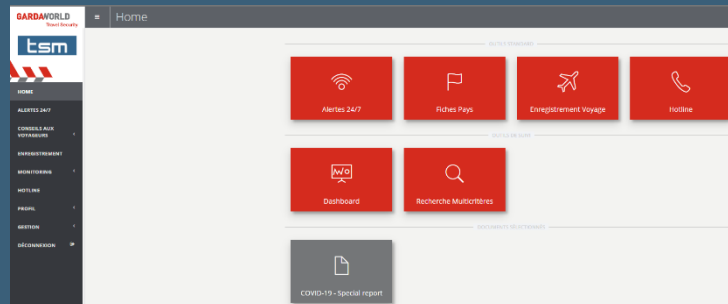 GARDAWORLD
Travel Security
tsm
Home
HOME
ALERTES 24/7
CONSEILS AUX
VOYAGEURS
ENREGISTREMENT
MONITORING
HOTLINE
PROFIL
GESTION
DÉCONNEXION
Alertes 24/7
Fiches Pays
Enregistrement Voyage
Hotline
Dashboard
Recherche Multicritères
COVID-19 - Special report